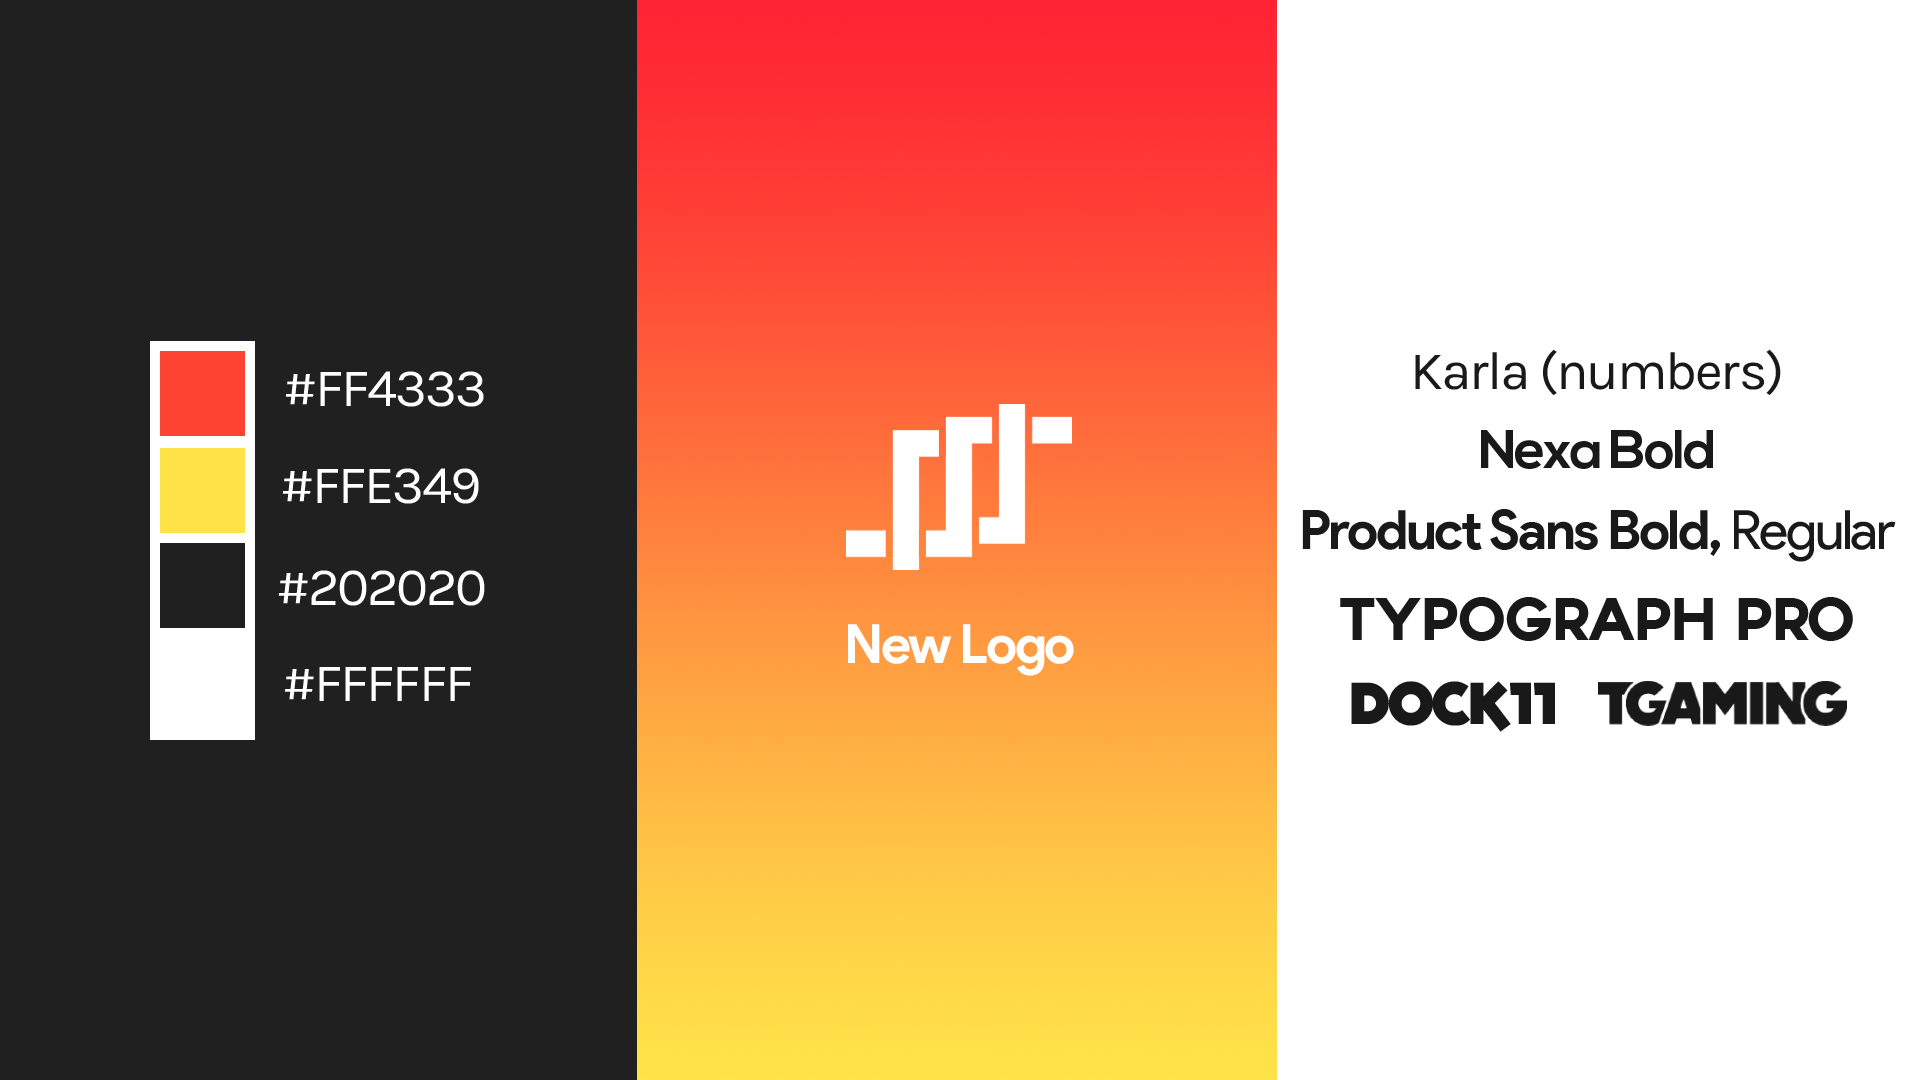 #FF4333
#FFE349
#202020
#FFFFFF
New Logo
Karla (numbers)
Nexa Bold
Product Sans Bold, Regular
TYPOGRAPH PRO
DOCK11 TGAMING